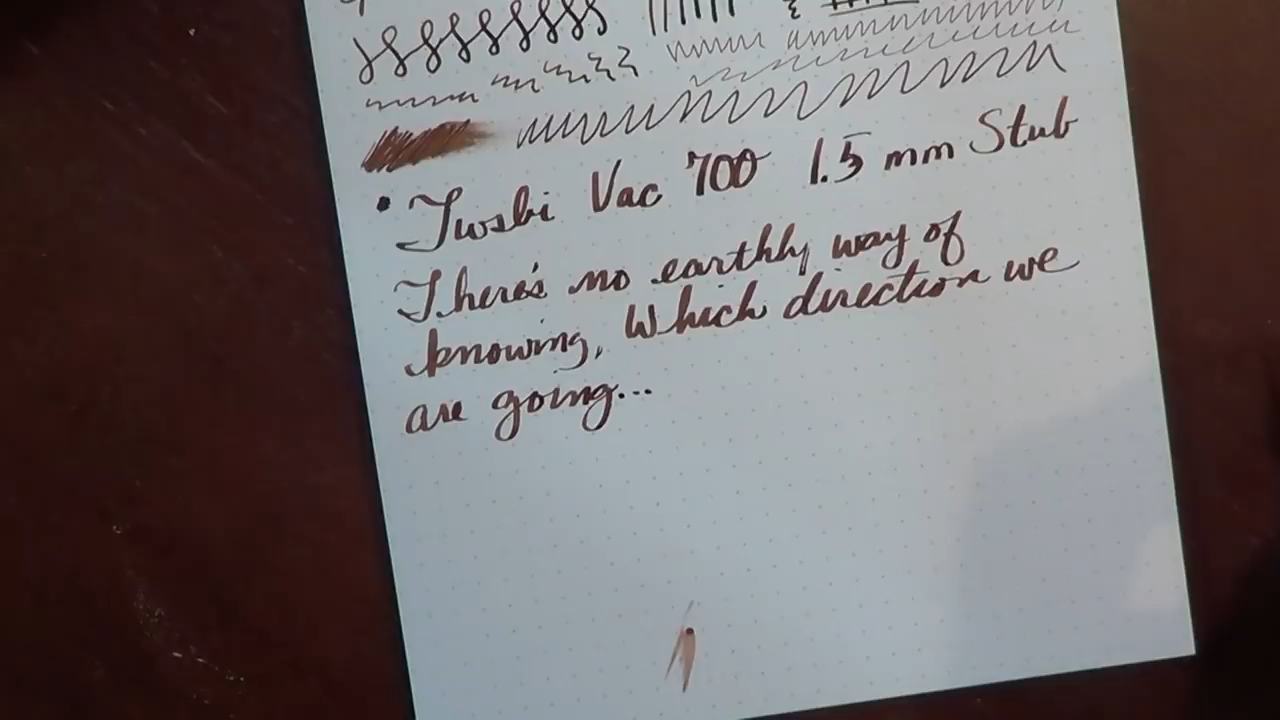 • Twsbi Vac 700 1.5 mm Stub
There's no earthly way of
knowing, Which direction we
are going...